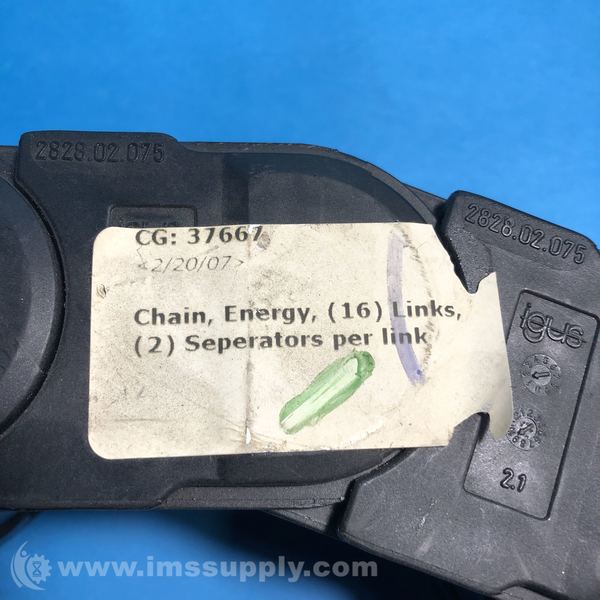 2828.02.075
2828.02.075
igus
CG: 37667
<2/20/07>
Chain, Energy, (16) Links,
(2) Seperators per link
2.1
www.imssupply.com